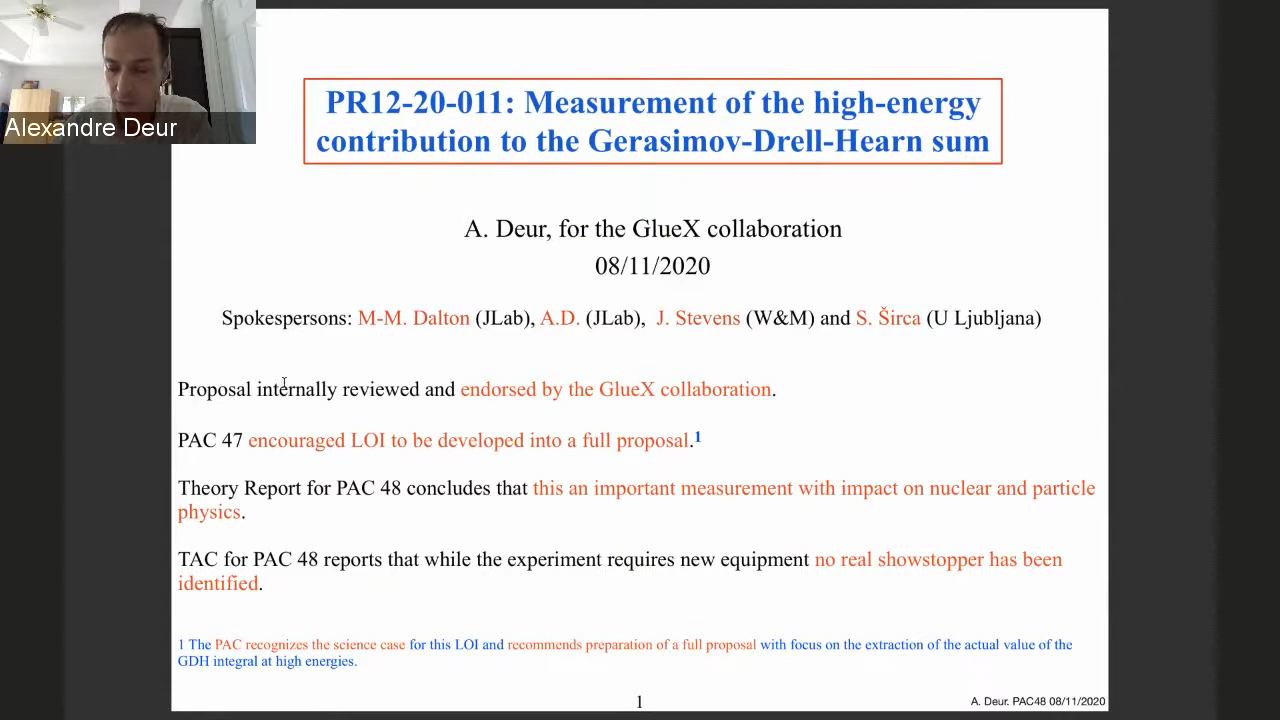 Alexandre Deur
PR12-20-011: Measurement of the high-energy
contribution to the Gerasimov-Drell-Hearn sum
A. Deur, for the GlueX collaboration
08/11/2020
Spokespersons: M-M. Dalton (JLab), A.D. (JLab), J. Stevens (W&M) and S. Širca (U Ljubljana)
Proposal internally reviewed and endorsed by the GlueX collaboration.
PAC 47 encouraged LOI to be developed into a full proposal.1
Theory Report for PAC 48 concludes that this an important measurement with impact on nuclear and particle
physics.
TAC for PAC 48 reports that while the experiment requires new equipment no real showstopper has been
identified.
1 The PAC recognizes the science case for this LOI and recommends preparation of a full proposal with focus on the extraction of the actual value of the
GDH integral at high energies.
1
A. Deur. PAC48 08/11/2020